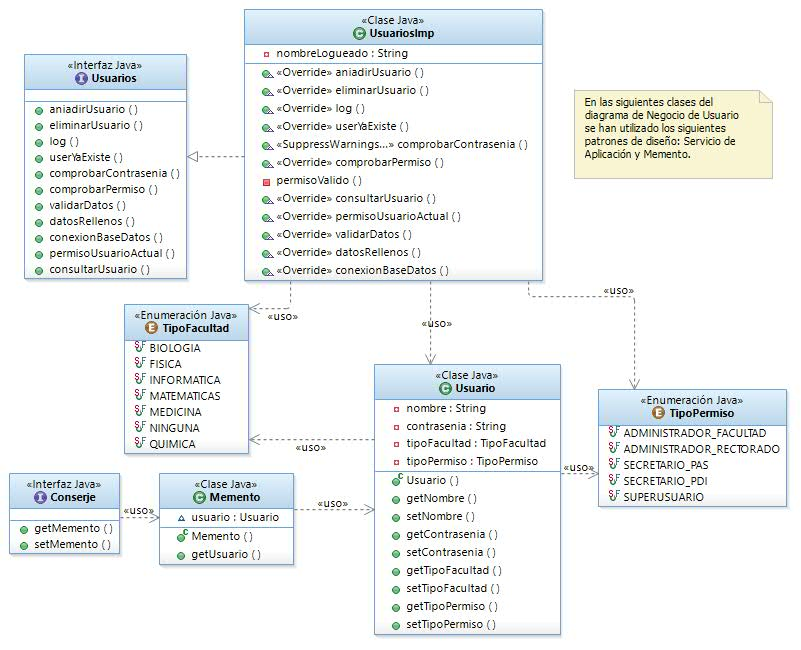 «Clase Java»
UsuariosImp
nombreLogueado : String
«Override» aniadirUsuario ( )
«Override» eliminarUsuario ( )
«Override» log ( )
«Override» userYaExiste ( )
«SuppressWarnings...» comprobarContrasenia ( )
«Override» comprobarPermiso ( )
permisoValido ( )
«Override» consultarUsuario ( )
«Override» permisoUsuarioActual ( )
«Override» validarDatos ( )
«Override» datosRellenos ( )
«Override» conexionBaseDatos ( )
«Interfaz Java»
Usuarios
aniadirUsuario ( )
eliminarUsuario ( )
log ( )
userYaExiste ( )
comprobarContrasenia ( )
comprobarPermiso ( )
validarDatos ( )
datosRellenos ( )
conexionBaseDatos ( )
permisoUsuarioActual ( )
consultarUsuario ( )
En las siguientes clases del
diagrama de Negocio de Usuario
se han utilizado los siguientes
patrones de diseño: Servicio de
Aplicación y Memento.
«uso»
«uso»
«uso»
«Enumeración Java»
TipoFacultad
BIOLOGIA
FISICA
INFORMATICA
MATEMATICAS
MEDICINA
NINGUNA
QUIMICA
«Clase Java»
Usuario
nombre : String
contrasenia : String
tipoFacultad : TipoFacultad
tipoPermiso : TipoPermiso
Usuario ( )
getNombre ( )
setNombre ( )
getContrasenia ( )
setContrasenia ( )
getTipoFacultad ( )
setTipoFacultad ( )
getTipoPermiso ( )
setTipoPermiso ( )
«Enumeración Java»
TipoPermiso
ADMINISTRADOR_FACULTAD
ADMINISTRADOR_RECTORADO
SECRETARIO_PAS
SECRETARIO_PDI
SUPERUSUARIO
«uso»
«uso»
«Interfaz Java»
Conserje
getMemento ( )
setMemento ( )
«uso»
«Clase Java»
Memento
usuario : Usuario
Memento ( )
getUsuario ( )
«uso»